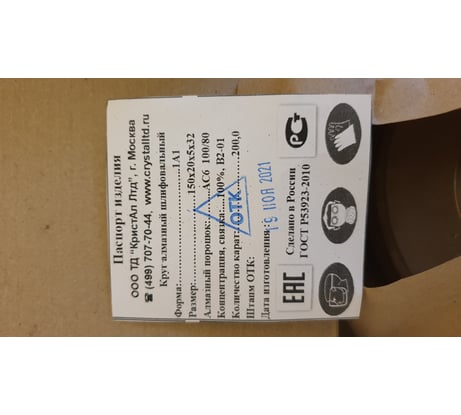 Паспорт изделия
ООО ТД "КристАл Лтд", г. Москва
☎ (499) 707-70-44, www.crystalltd.ru
Круг алмазный шлифовальный
Форма:..................1А1
Размер:..................150х20х5х32
Алмазный порошок:....АС6 100/80
Концентрация, связка:....100%, В2-01
Количество карат:............200,0
Штамп ОТК:
ОТК
Дата изготовления: 19 НОЯ 2021
Сделано в России
ГОСТ Р53923-2010
ЕАС
РСТ